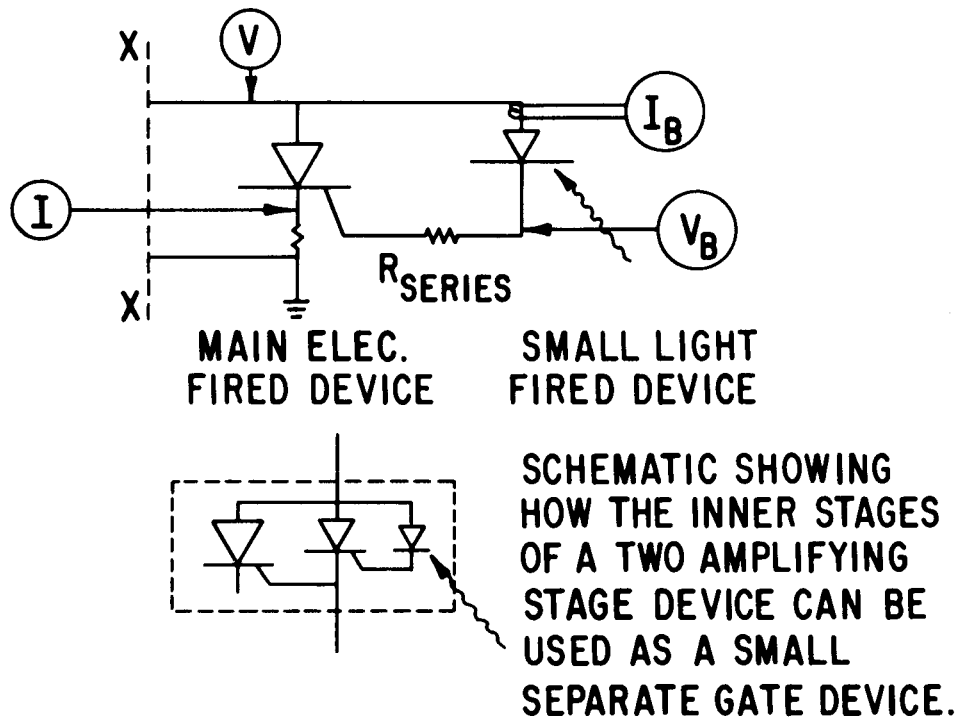 X
V
I_B
I
V_B
R_SERIES
X
MAIN ELEC.
FIRED DEVICE
SMALL LIGHT
FIRED DEVICE
SCHEMATIC SHOWING
HOW THE INNER STAGES
OF A TWO AMPLIFYING
STAGE DEVICE CAN BE
USED AS A SMALL
SEPARATE GATE DEVICE.